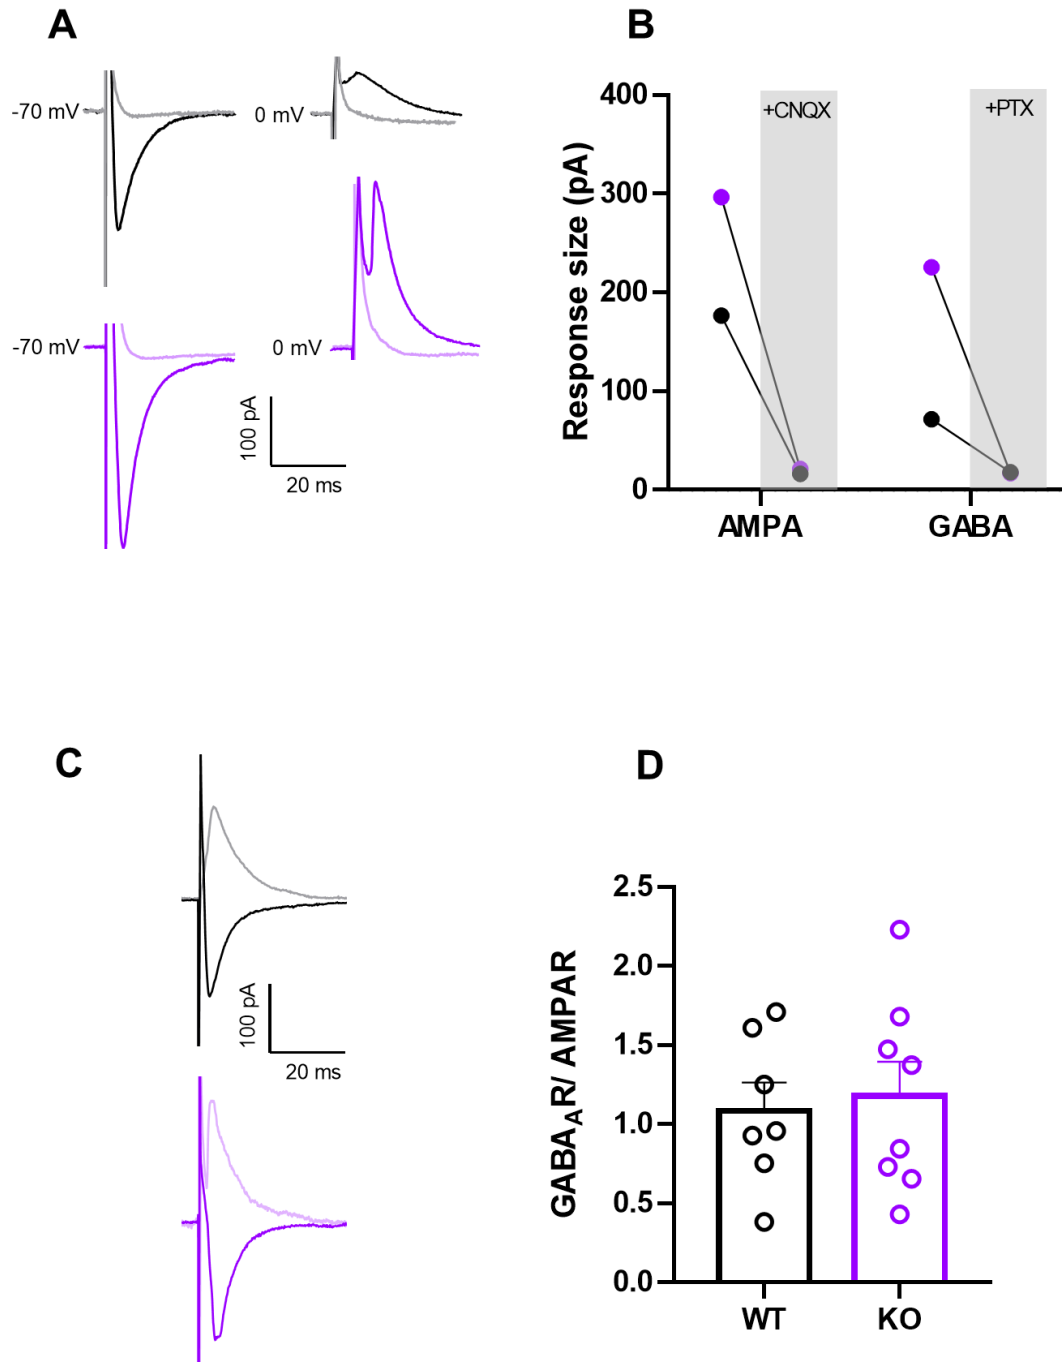 A
-70 mV
0 mV
-70 mV
0 mV
100 pA
20 ms
B
Response size (pA)
400
300
200
100
0
+CNQX
+PTX
AMPA
GABA
C
100 pA
20 ms
D
GABA_AR/ AMPAR
2.5
2.0
1.5
1.0
0.5
0.0
WT
KO